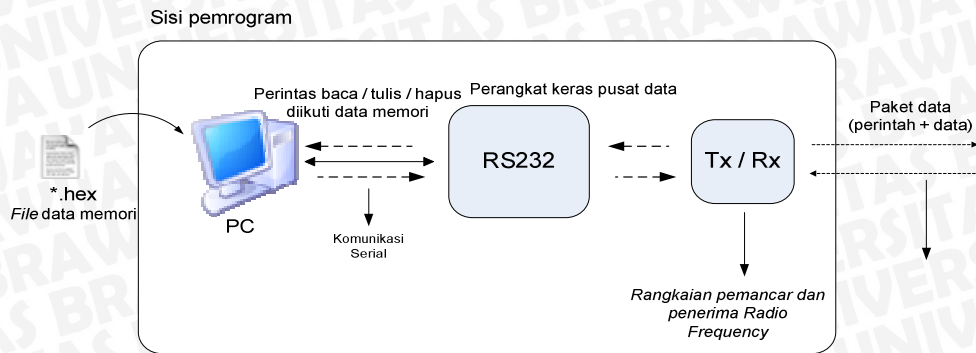 Sisi pemrogram
Perintas baca / tulis / hapus
diikuti data memori
Perangkat keras pusat data
Paket data
(perintah + data)
RS232
Tx / Rx
*.hex
File data memori
PC
Komunikasi
Serial
Rangkaian pemancar dan
penerima Radio
Frequency